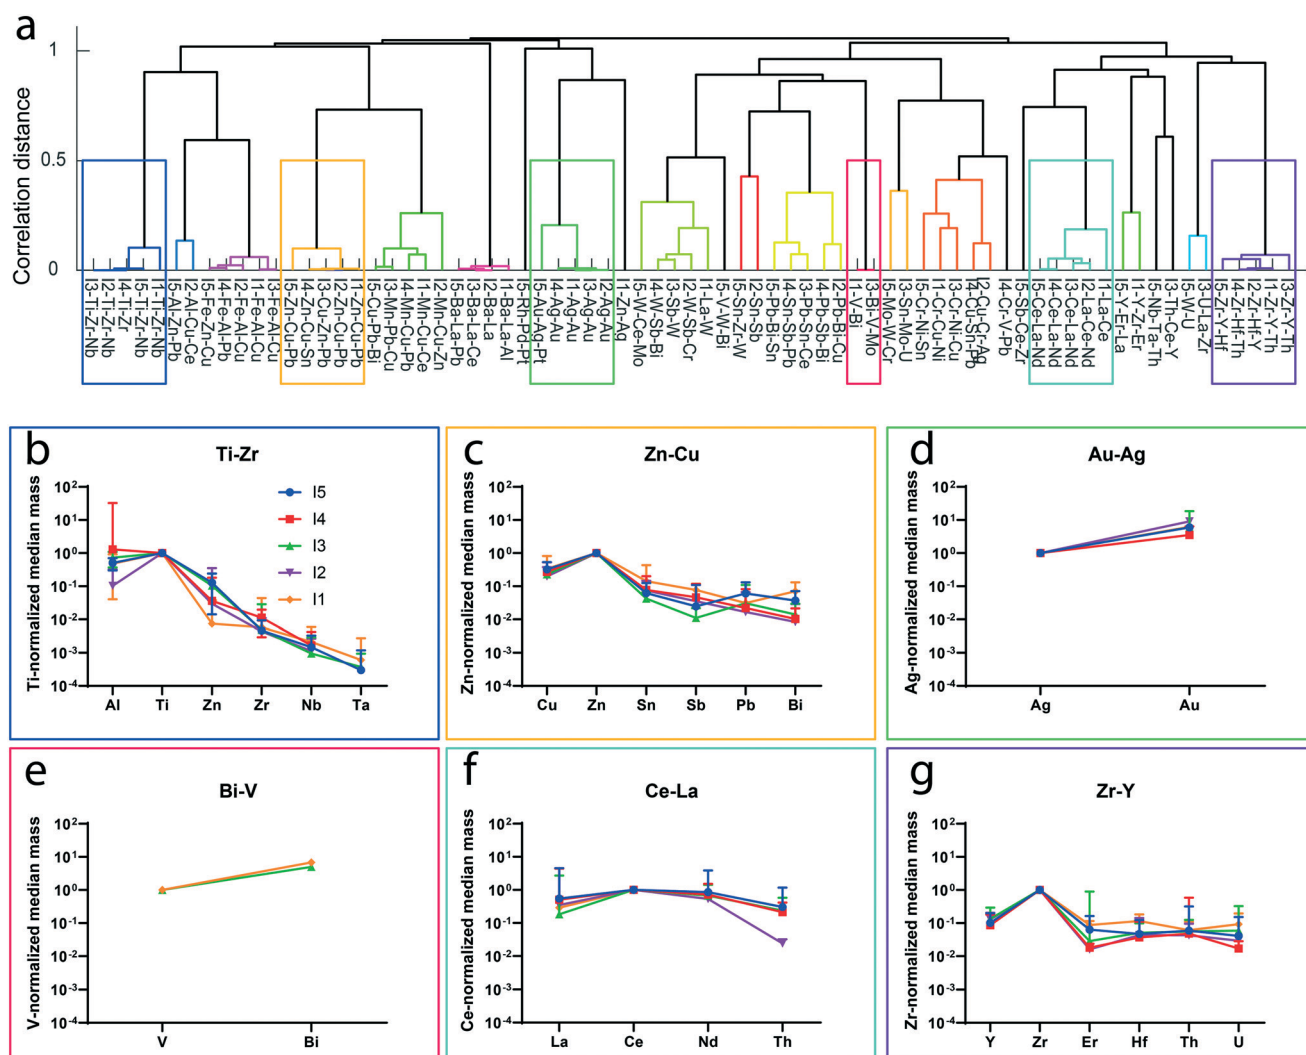 a
Correlation distance
1
0.5
0
I3-Ti-Zr-Nb
I2-Ti-Zr-Nb
I4-Ti-Zr
I5-Ti-Zr-Nb
I1-Ti-Zr-Nb
I5-Al-Zn-Pb
I2-Al-Cu-Ce
I5-Fe-Zn-Cu
I4-Fe-Al-Pb
I2-Fe-Al-Cu
I1-Fe-Al-Cu
I3-Fe-Al-Cu
I5-Zn-Cu-Pb
I4-Zn-Cu-Sn
I3-Cu-Zn-Pb
I2-Zn-Cu-Pb
I1-Zn-Cu-Pb
I5-Cu-Pb-Bi
I3-Mn-Pb-Cu
I4-Mn-Cu-Pb
I1-Mn-Cu-Ce
I2-Mn-Cu-Zn
I5-Ba-La-Pb
I3-Ba-La-Ce
I2-Ba-La
I1-Ba-La-Al
I5-Rh-Pd-Pt
I5-Au-Ag-Pt
I4-Ag-Au
I1-Ag-Au
I3-Ag-Au
I2-Ag-Au
I1-Zn-Ag
I5-W-Ce-Mo
I4-W-Sb-Bi
I3-Sb-W
I2-W-Sb-Cr
I1-La-W
I5-V-W-Bi
I5-Sn-Zr-W
I2-Sn-Sb
I5-Pb-Bi-Sn
I4-Sn-Sb-Pb
I3-Pb-Sn-Ce
I4-Pb-Sb-Bi
I2-Pb-Bi-Cu
I1-V-Bi
I3-Bi-V-Mo
I5-Mo-W-Cr
I3-Sn-Mo-U
I5-Cr-Ni-Sn
I1-Cr-Cu-Ni
I3-Cr-Ni-Cu
I2-Cu-Cr-Ag
I4-Cr-V-Pb
I5-Sb-Ce-Zr
I5-Ce-La-Nd
I4-Ce-La-Nd
I3-Ce-La-Nd
I2-La-Ce-Nd
I1-La-Ce
I5-Y-Er-La
I1-Y-Zr-Er
I5-Nb-Ta-Th
I3-Th-Ce-Y
I5-W-U
I3-U-La-Zr
I5-Zr-Y-Hf
I4-Zr-Hf-Th
I2-Zr-Hf-Y
I1-Zr-Y-Th
I3-Zr-Y-Th
b
Ti-Zr
Ti-normalized median mass
10²
10¹
10⁰
10⁻¹
10⁻²
10⁻³
10⁻⁴
I5
I4
I3
I2
I1
Al Ti Zn Zr Nb Ta
c
Zn-Cu
Zn-normalized median mass
10²
10¹
10⁰
10⁻¹
10⁻²
10⁻³
10⁻⁴
Cu Zn Sn Sb Pb Bi
d
Au-Ag
Ag-normalized median mass
10²
10¹
10⁰
10⁻¹
10⁻²
10⁻³
10⁻⁴
Ag Au
e
Bi-V
V-normalized median mass
10²
10¹
10⁰
10⁻¹
10⁻²
10⁻³
10⁻⁴
V Bi
f
Ce-La
Ce-normalized median mass
10²
10¹
10⁰
10⁻¹
10⁻²
10⁻³
10⁻⁴
La Ce Nd Th
g
Zr-Y
Zr-normalized median mass
10²
10¹
10⁰
10⁻¹
10⁻²
10⁻³
10⁻⁴
Y Zr Er Hf Th U